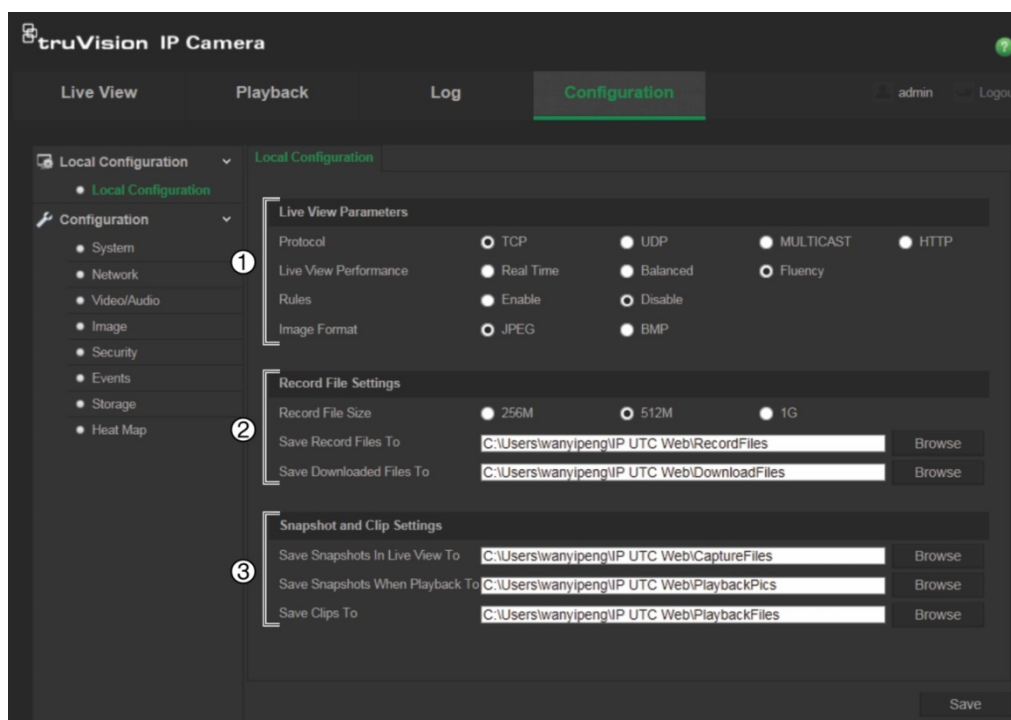 truVision IP Camera
?
Live View Playback Log Configuration admin Logou
Local Configuration
Local Configuration
Configuration
System
Network
Video/Audio
Image
Security
Events
Storage
Heat Map
Local Configuration
①
Live View Parameters
Protocol TCP UDP MULTICAST HTTP
Live View Performance Real Time Balanced Fluency
Rules Enable Disable
Image Format JPEG BMP
②
Record File Settings
Record File Size 256M 512M 1G
Save Record Files To C:\Users\wanyipeng\IP UTC Web\RecordFiles Browse
Save Downloaded Files To C:\Users\wanyipeng\IP UTC Web\DownloadFiles Browse
③
Snapshot and Clip Settings
Save Snapshots In Live View To C:\Users\wanyipeng\IP UTC Web\CaptureFiles Browse
Save Snapshots When Playback To C:\Users\wanyipeng\IP UTC Web\PlaybackPics Browse
Save Clips To C:\Users\wanyipeng\IP UTC Web\PlaybackFiles Browse
Save